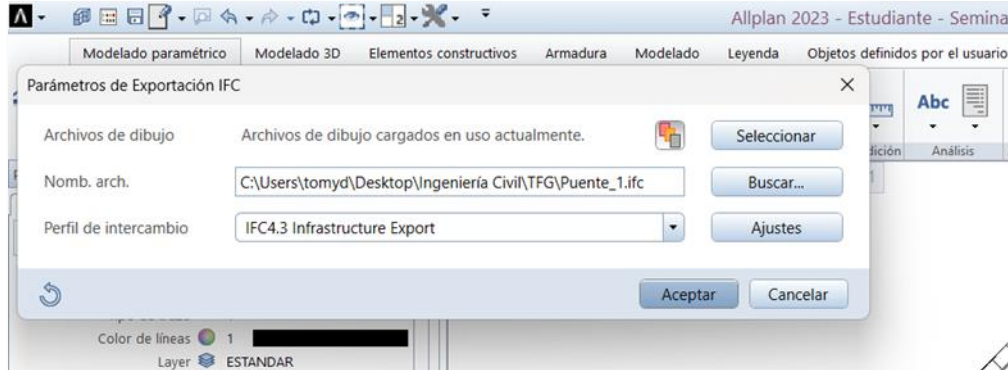 Allplan 2023 - Estudiante - Semina
Modelado paramétrico Modelado 3D Elementos constructivos Armadura Modelado Leyenda Objetos definidos por el usuario
Parámetros de Exportación IFC
Abc
Archivos de dibujo Archivos de dibujo cargados en uso actualmente. Seleccionar
dición Análisis
Nomb. arch. C:\Users\tomyd\Desktop\Ingeniería Civil\TFG\Puente_1.ifc Buscar...
Perfil de intercambio IFC4.3 Infrastructure Export Ajustes
Aceptar Cancelar
Color de líneas 1
Layer ESTANDAR